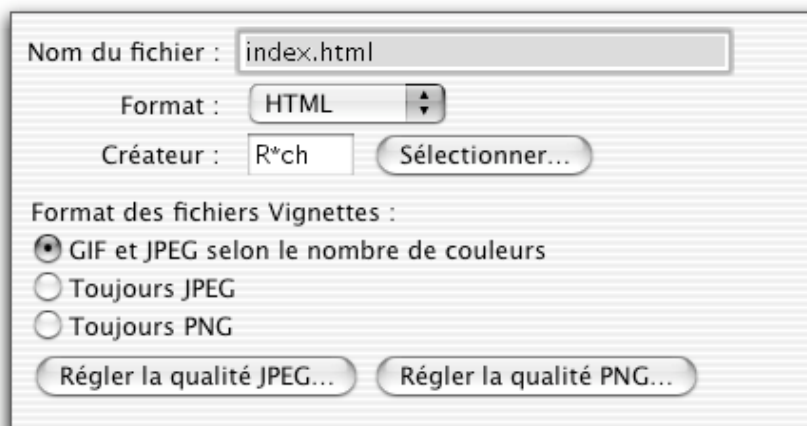 Nom du fichier : index.html
Format : HTML
Créateur : R*ch Sélectionner...
Format des fichiers Vignettes :
GIF et JPEG selon le nombre de couleurs
Toujours JPEG
Toujours PNG
Régler la qualité JPEG... Régler la qualité PNG...